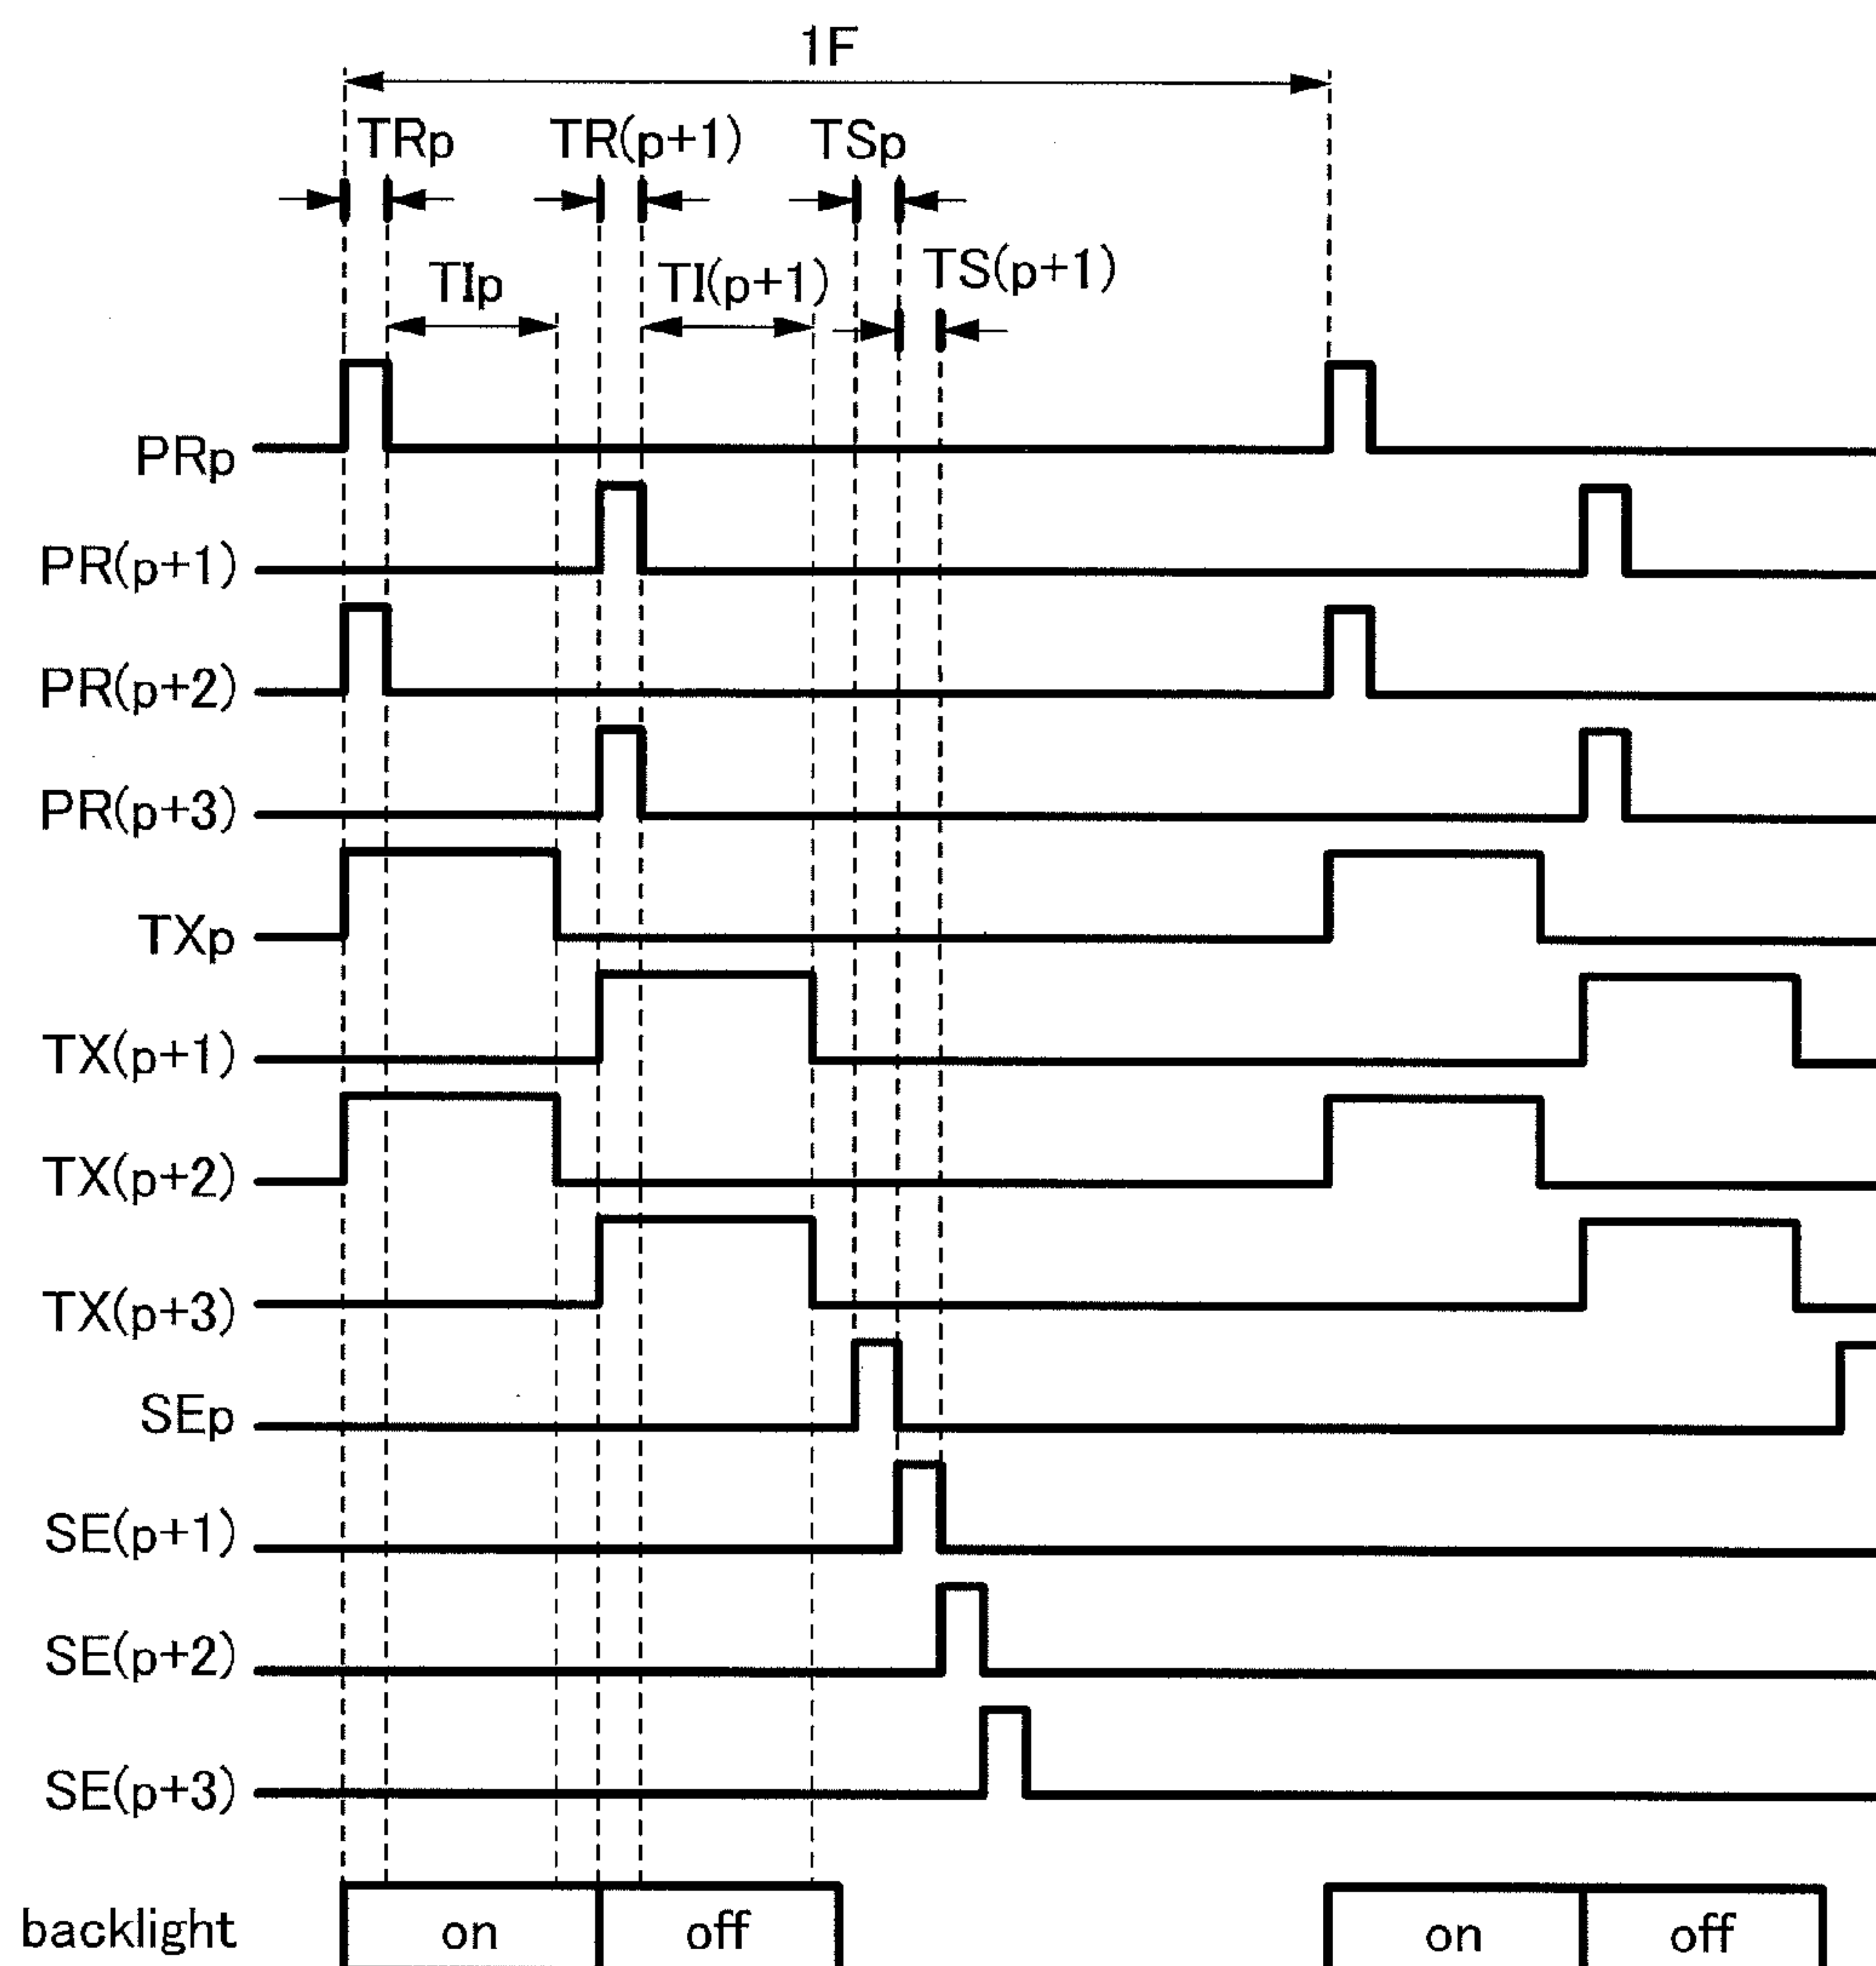 1F
TRp TR(p+1) TSp
TIp TI(p+1) TS(p+1)
PRp
PR(p+1)
PR(p+2)
PR(p+3)
TXp
TX(p+1)
TX(p+2)
TX(p+3)
SEp
SE(p+1)
SE(p+2)
SE(p+3)
backlight on off on off